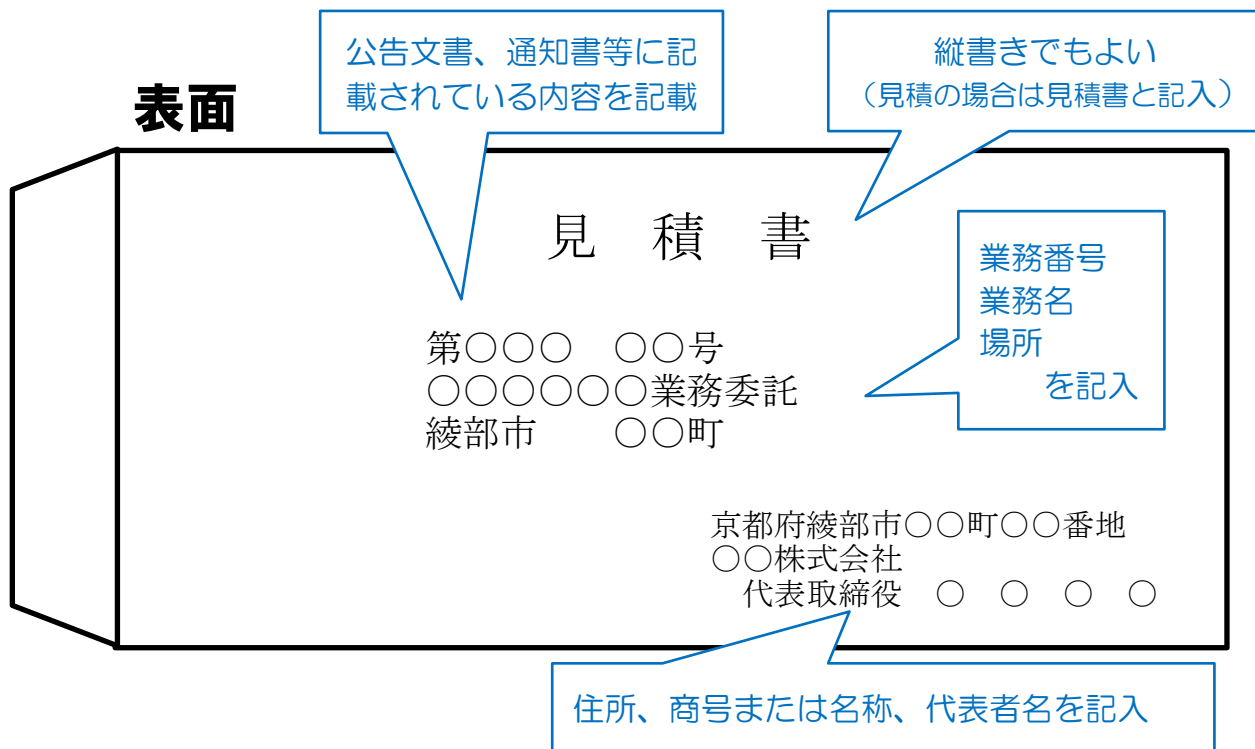 公告文書、通知書等に記
載されている内容を記載
縦書きでもよい
（見積の場合は見積書と記入）
表面
見　積　書
業務番号
業務名
場所
を記入
第○○○　○○号
○○○○○○業務委託
綾部市　　○○町
京都府綾部市○○町○○番地
○○株式会社
代表取締役　○　○　○　○
住所、商号または名称、代表者名を記入